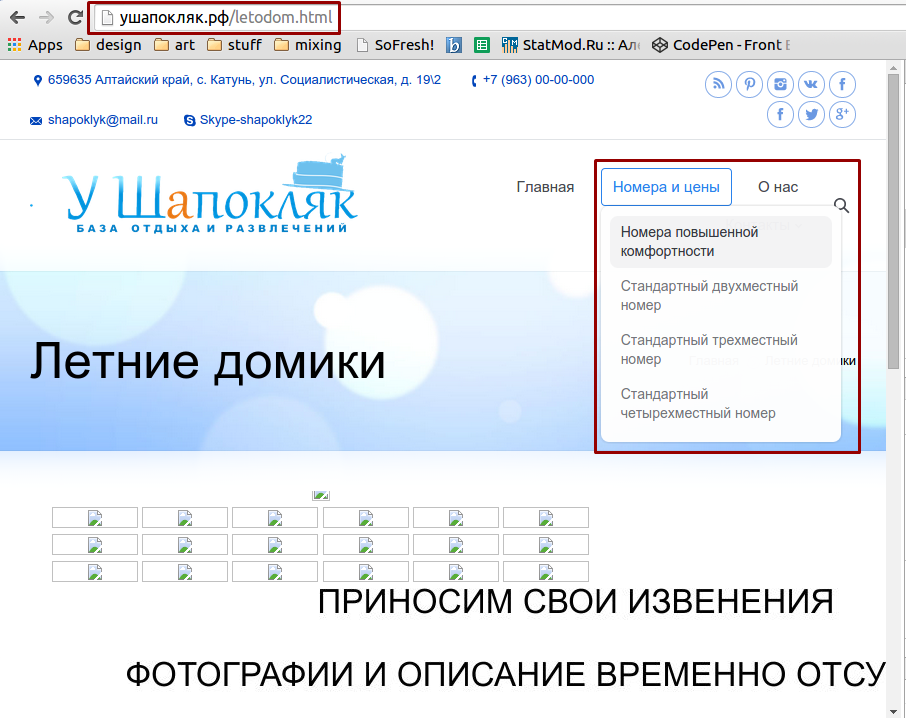 ушапокляк.рф/letodom.html
Apps design art stuff mixing SoFresh! StatMod.Ru :: Але CodePen - Front E
659635 Алтайский край, с. Катунь, ул. Социалистическая, д. 19\2 +7 (963) 00-00-000
shapoklyk@mail.ru Skype-shapoklyk22
У Шапокляк
БАЗА ОТДЫХА И РАЗВЛЕЧЕНИЙ
Главная Номера и цены О нас
Номера повышенной
комфортности
Стандартный двухместный
номер
Стандартный трехместный
номер
Стандартный
четырехместный номер
Летние домики
ПРИНОСИМ СВОИ ИЗВЕНЕНИЯ
ФОТОГРАФИИ И ОПИСАНИЕ ВРЕМЕННО ОТСУ